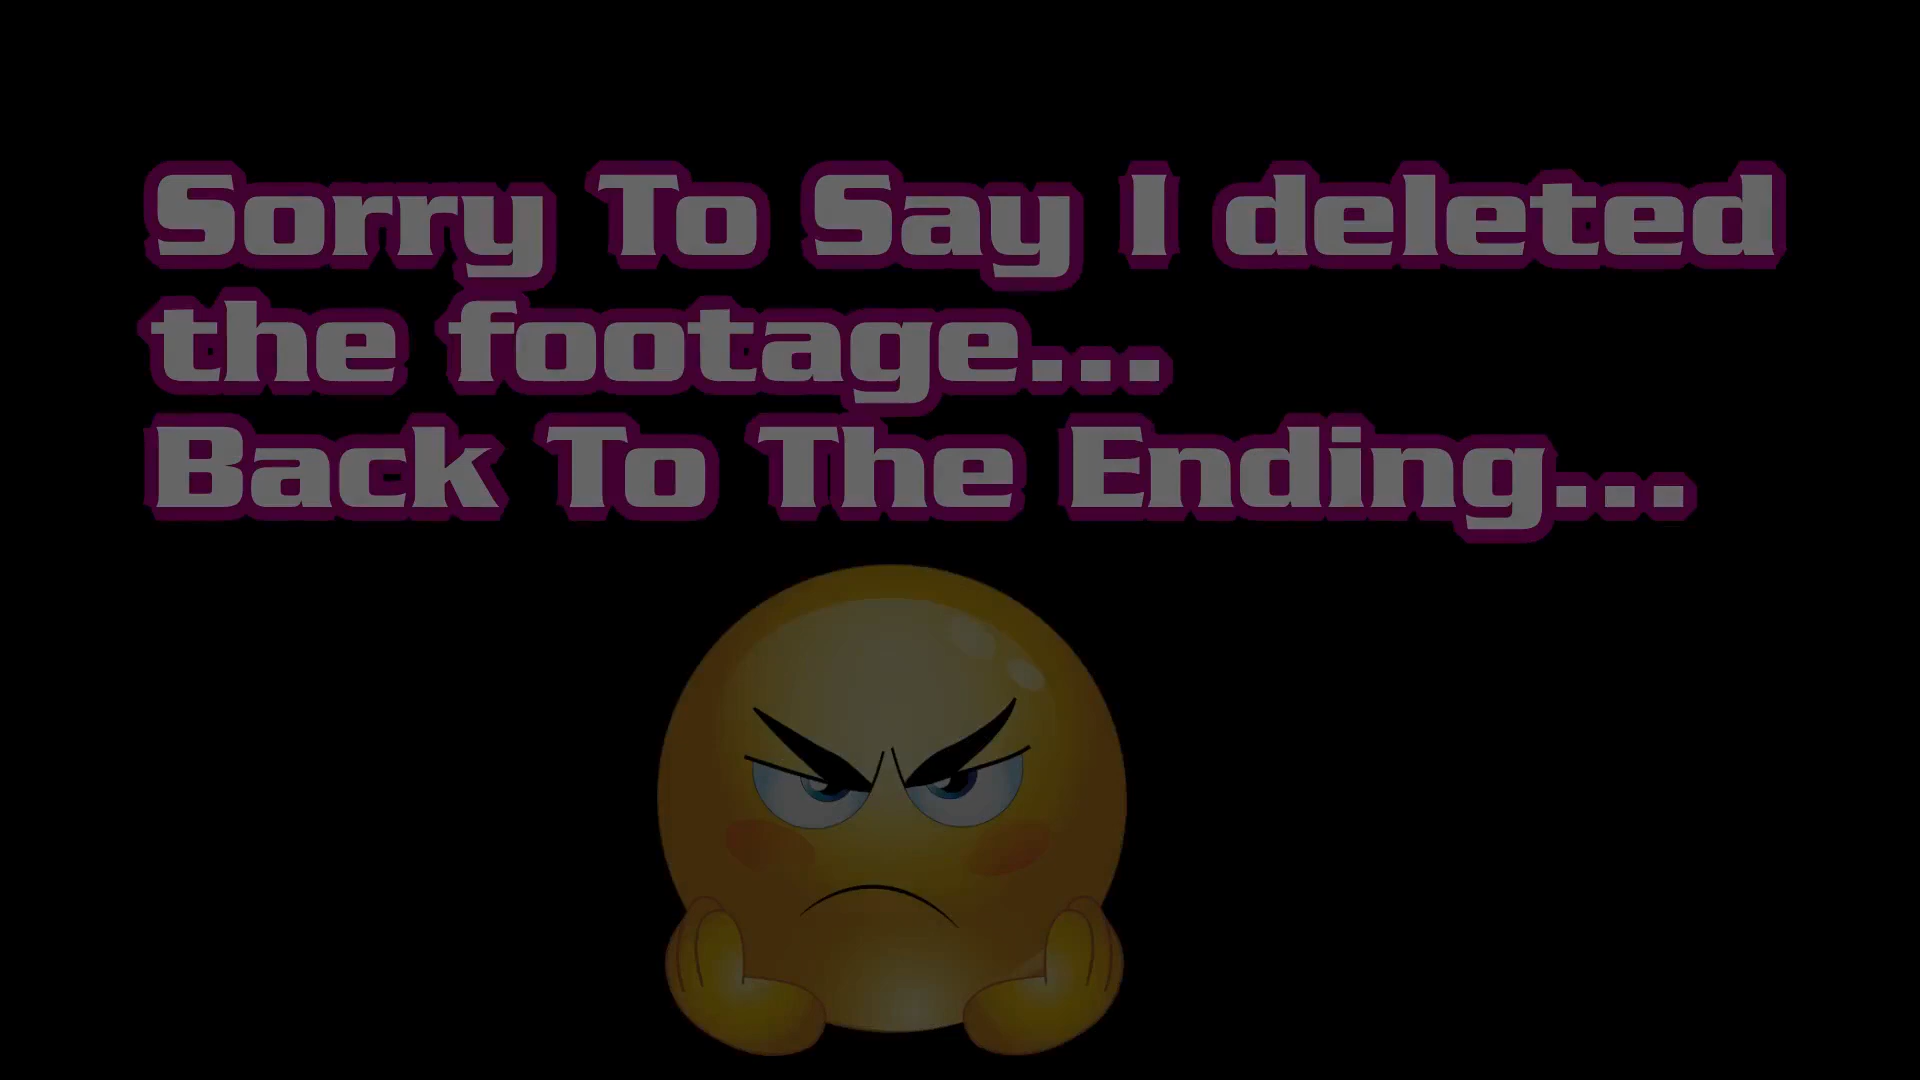 Sorry To Say I deleted
the footage...
Back To The Ending...